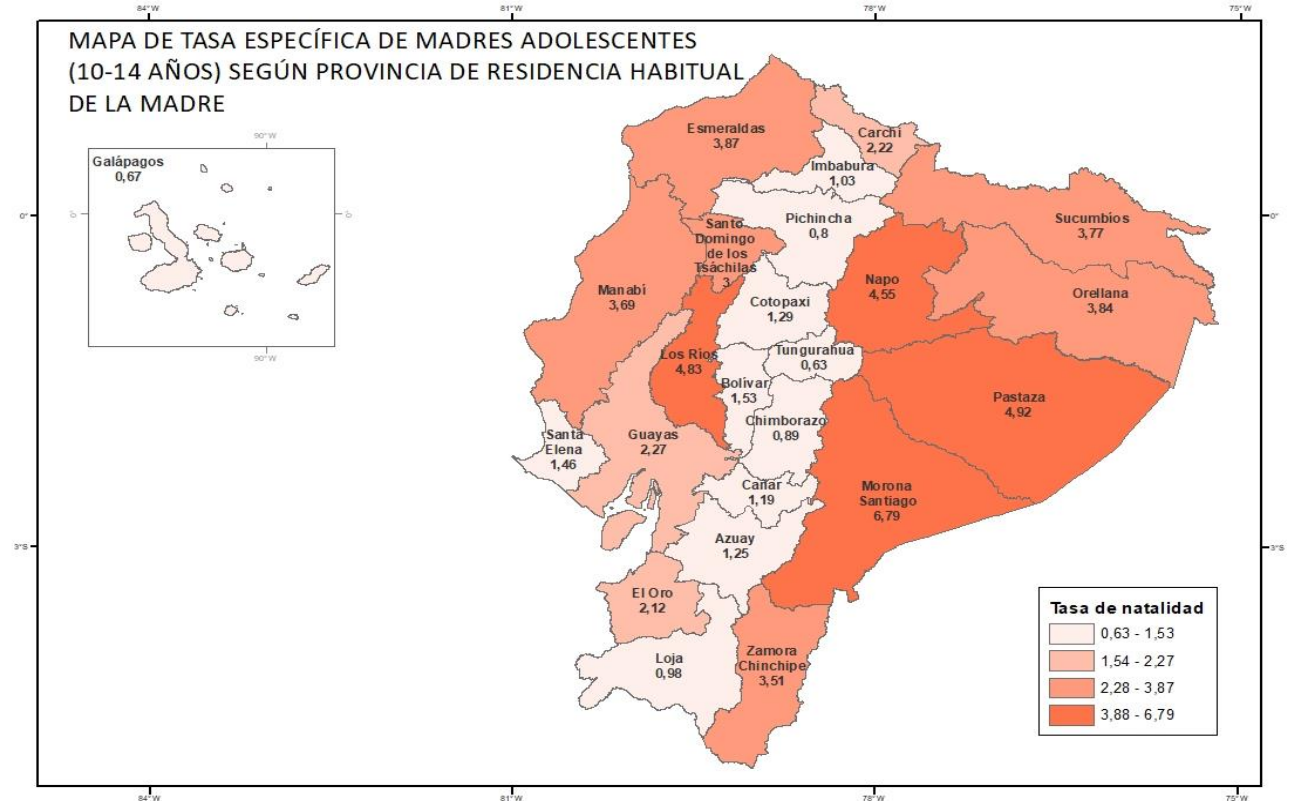 84°W
81°W
78°W
75°W
MAPA DE TASA ESPECÍFICA DE MADRES ADOLESCENTES
(10-14 AÑOS) SEGÚN PROVINCIA DE RESIDENCIA HABITUAL
DE LA MADRE
90°W
Galápagos
0,67
0°
0°
90°W
Esmeraldas
3,87
Carchi
2,22
Imbabura
1,03
0°
0°
Pichincha
0,8
Sucumbios
3,77
Santo
Domingo
de los
Tsáchilas
3
Manabí
3,69
Napo
4,55
Orellana
3,84
Cotopaxi
1,29
Los Ríos
4,83
Tungurahua
0,63
Bolívar
1,53
Pastaza
4,92
Chimborazo
0,89
Santa
Elena
1,46
Guayas
2,27
Cañar
1,19
Morona
Santiago
6,79
Azuay
1,25
3°S
3°S
El Oro
2,12
Loja
0,98
Zamora
Chinchipe
3,51
Tasa de natalidad
0,63 - 1,53
1,54 - 2,27
2,28 - 3,87
3,88 - 6,79
84°W
81°W
78°W
75°W